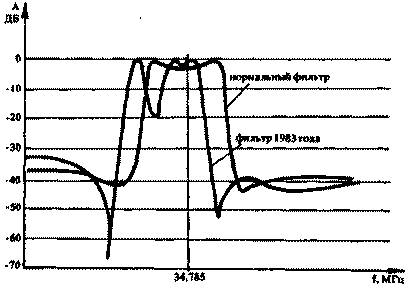 А
ДБ
0
-10
-20
-30
-40
-50
-60
-70
нормальный фильтр
фильтр 1983 года
34,785
f, МГц